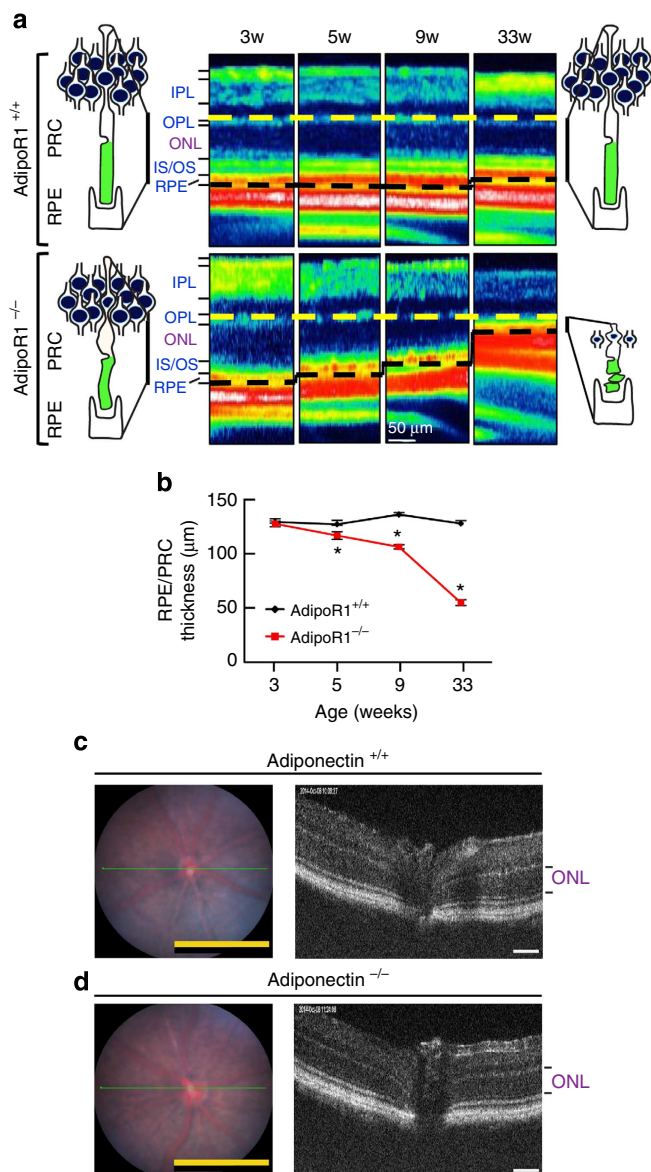 a
3w 5w 9w 33w
AdipoR1 +/+
PRC
RPE
IPL
OPL
ONL
IS/OS
RPE
AdipoR1 –/–
PRC
RPE
IPL
OPL
ONL
IS/OS
RPE
50 μm
b
RPE/PRC
thickness (μm)
150
100
50
0
* * *
AdipoR1+/+
AdipoR1–/–
3 5 9 33
Age (weeks)
c
Adiponectin +/+
ONL
d
Adiponectin –/–
ONL